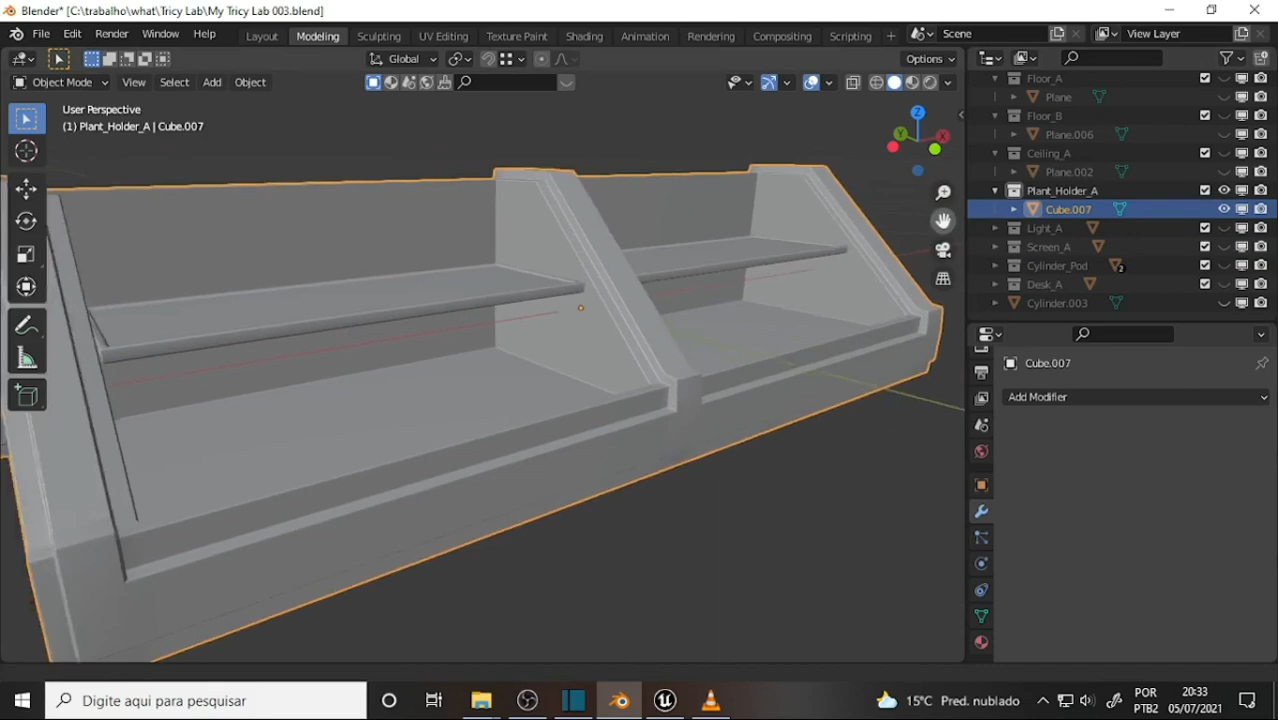 Blender* [C:\trabalho\what\Tricy Lab\My Tricy Lab 003.blend]
File Edit Render Window Help Layout Modeling Sculpting UV Editing Texture Paint Shading Animation Rendering Compositing Scripting + Scene View Layer
Global Options
Object Mode View Select Add Object
User Perspective
(1) Plant_Holder_A | Cube.007
Z
Y
X
Floor_A
Plane
Floor_B
Plane.006
Ceiling_A
Plane.002
Plant_Holder_A
Cube.007
Light_A
Screen_A
Cylinder_Pod 2
Desk_A
Cylinder.003
Cube.007
Add Modifier
Digite aqui para pesquisar
15°C Pred. nublado
POR
PTB2
20:33
05/07/2021